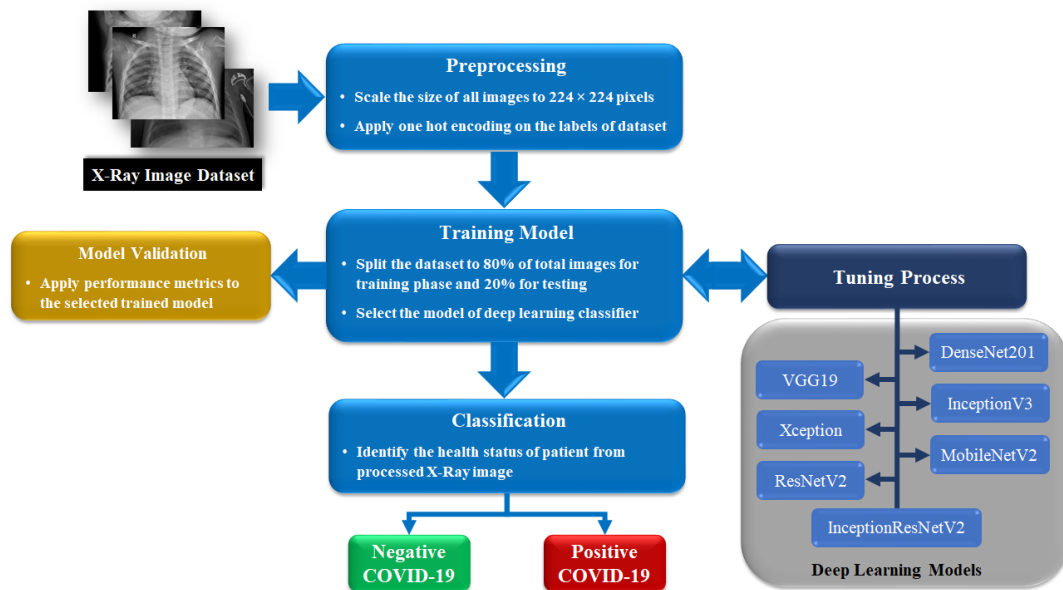 X-Ray Image Dataset
Preprocessing
• Scale the size of all images to 224 × 224 pixels
• Apply one hot encoding on the labels of dataset
Training Model
• Split the dataset to 80% of total images for
training phase and 20% for testing
• Select the model of deep learning classifier
Model Validation
• Apply performance metrics to
the selected trained model
Tuning Process
DenseNet201
VGG19
InceptionV3
Xception
MobileNetV2
ResNetV2
InceptionResNetV2
Deep Learning Models
Classification
• Identify the health status of patient from
processed X-Ray image
Negative
COVID-19
Positive
COVID-19